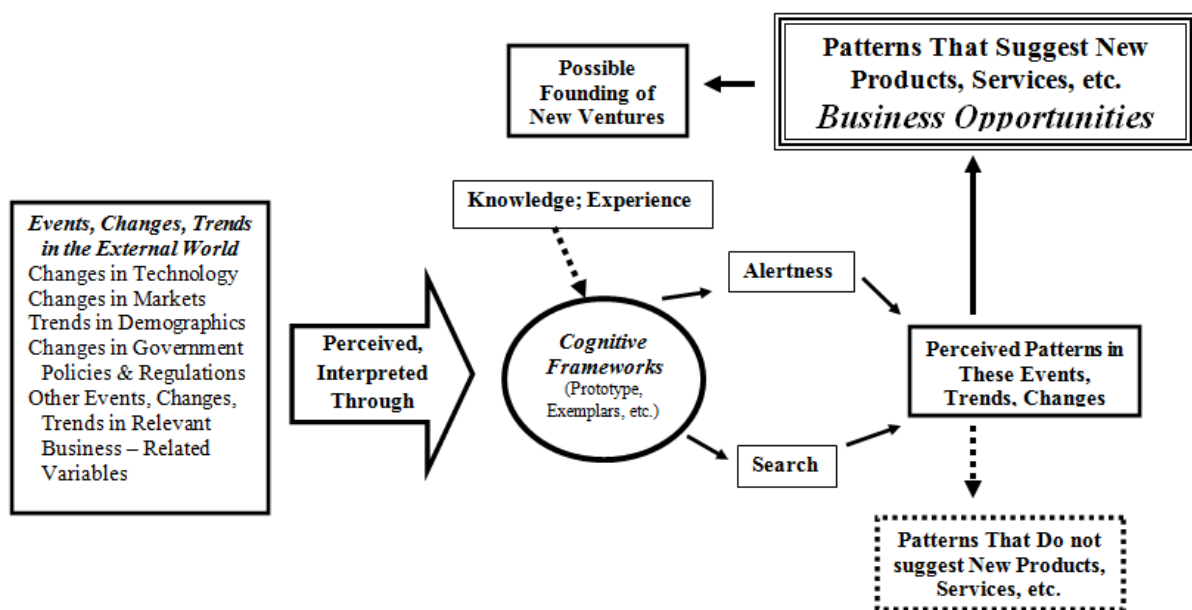 Patterns That Suggest New
Products, Services, etc.
Business Opportunities
Possible
Founding of
New Ventures
Knowledge; Experience
Events, Changes, Trends
in the External World
Changes in Technology
Changes in Markets
Trends in Demographics
Changes in Government
Policies & Regulations
Other Events, Changes,
Trends in Relevant
Business – Related
Variables
Perceived,
Interpreted
Through
Cognitive
Frameworks
(Prototype,
Exemplars, etc.)
Alertness
Search
Perceived Patterns in
These Events,
Trends, Changes
Patterns That Do not
suggest New Products,
Services, etc.